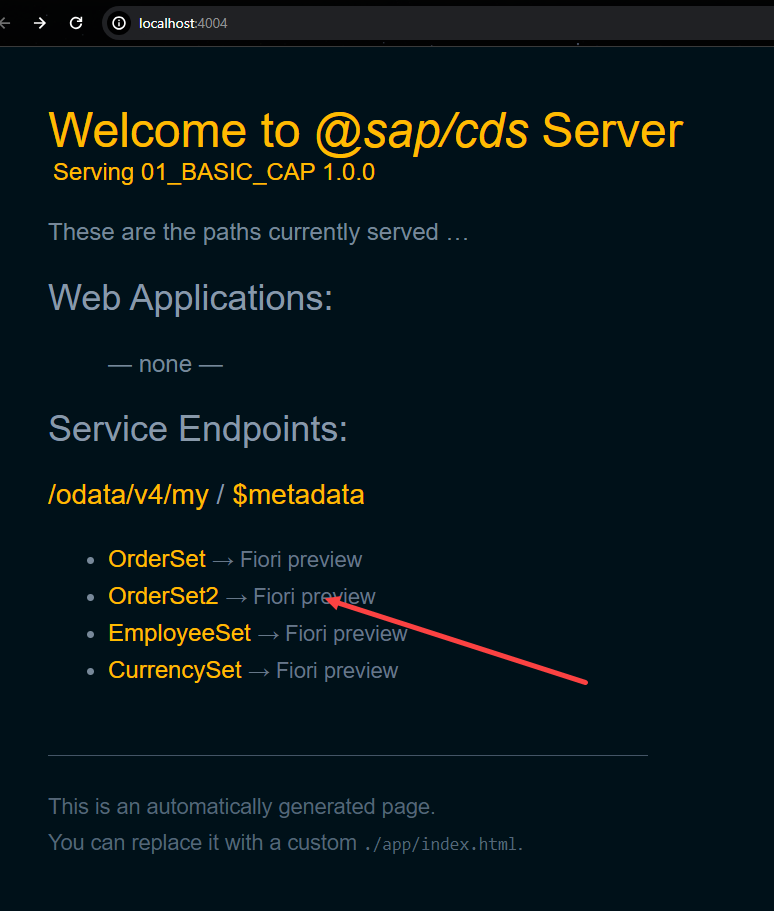 localhost:4004
Welcome to @sap/cds Server
Serving 01_BASIC_CAP 1.0.0
These are the paths currently served …
Web Applications:
— none —
Service Endpoints:
/odata/v4/my / $metadata
OrderSet → Fiori preview
OrderSet2 → Fiori preview
EmployeeSet → Fiori preview
CurrencySet → Fiori preview
This is an automatically generated page.
You can replace it with a custom ./app/index.html.